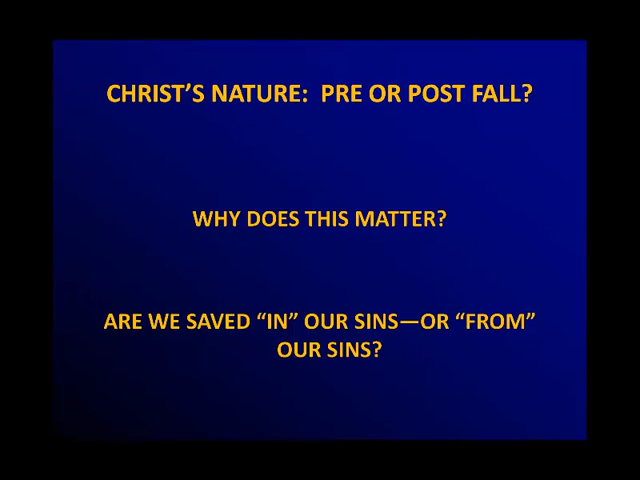 CHRIST’S NATURE:  PRE OR POST FALL?
WHY DOES THIS MATTER?
ARE WE SAVED “IN” OUR SINS—OR “FROM”
OUR SINS?